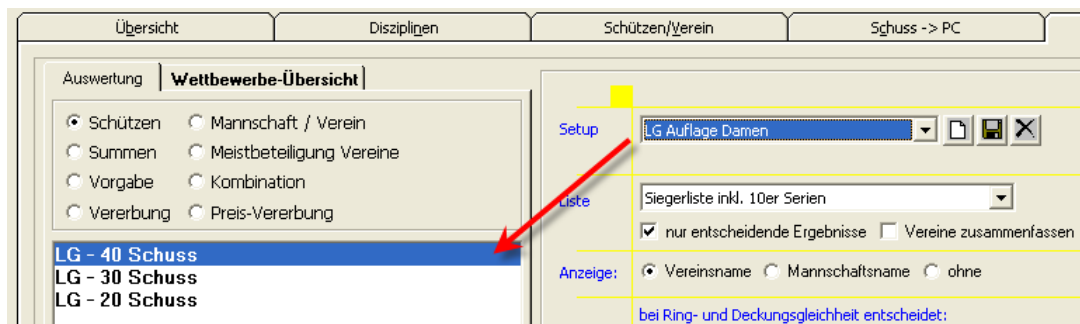 Übersicht
Disziplinen
Schützen/Verein
Schuss -> PC
Auswertung
Wettbewerbe-Übersicht
Schützen
Mannschaft / Verein
Summen
Meistbeteiligung Vereine
Vorgabe
Kombination
Vererbung
Preis-Vererbung
LG - 40 Schuss
LG - 30 Schuss
LG - 20 Schuss
Setup
LG Auflage Damen
Liste
Siegerliste inkl. 10er Serien
nur entscheidende Ergebnisse
Vereine zusammenfassen
Anzeige:
Vereinsname
Mannschaftsname
ohne
bei Ring- und Deckungsgleichheit entscheidet: